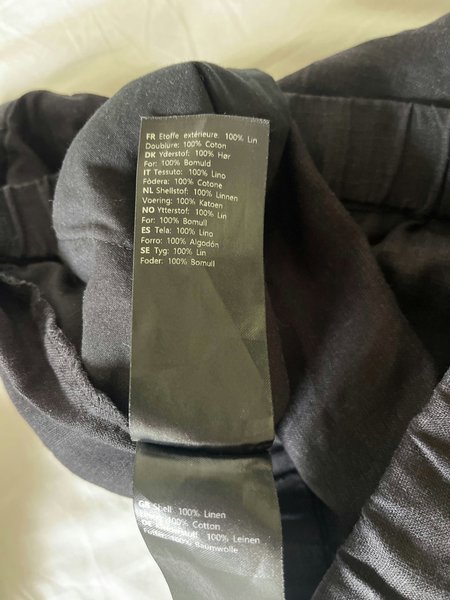 FR Etoffe extérieure: 100% Lin
Doublure: 100% Coton
DK Yderstof: 100% Hør
For: 100% Bomuld
IT Tessuto: 100% Lino
Fòdera: 100% Cotone
NL Shellstof: 100% Linnen
Voering: 100% Katoen
NO Ytterstof: 100% Lin
For: 100% Bomull
ES Tela: 100% Lino
Forro: 100% Algodón
SE Tyg: 100% Lin
Foder: 100% Bomull
GB Shell 100% Linen
100% Cotton
DE 100% Leinen
Futter: 100% Baumwolle